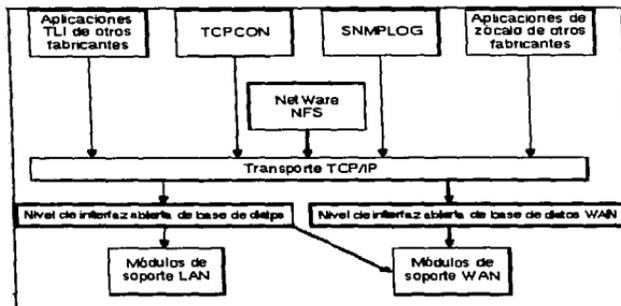 Aplicaciones
TLI de otros
fabricantes
TCPCON
SNMPLOG
Aplicaciones de
zócalo de otros
fabricantes
NetWare
NFS
Transporte TCP/IP
Nivel de interfaz abierta de base de datps
Nivel de interfaz abierta de base de datos WAN
Módulos de
soporte LAN
Módulos de
soporte WAN